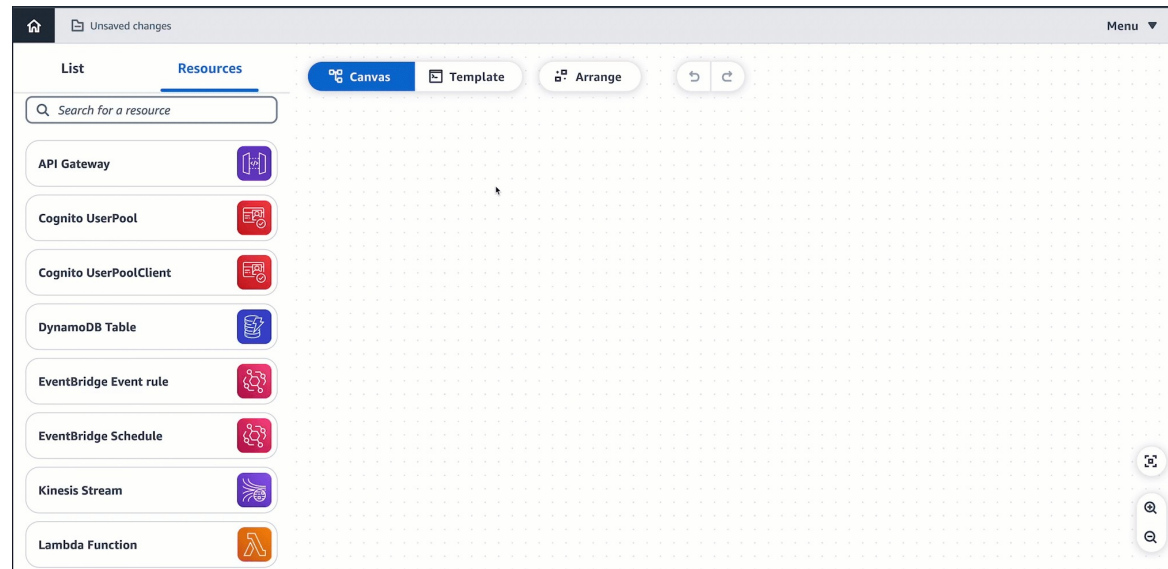 Unsaved changes
Menu
List
Resources
Canvas
Template
Arrange
Search for a resource
API Gateway
Cognito UserPool
Cognito UserPoolClient
DynamoDB Table
EventBridge Event rule
EventBridge Schedule
Kinesis Stream
Lambda Function